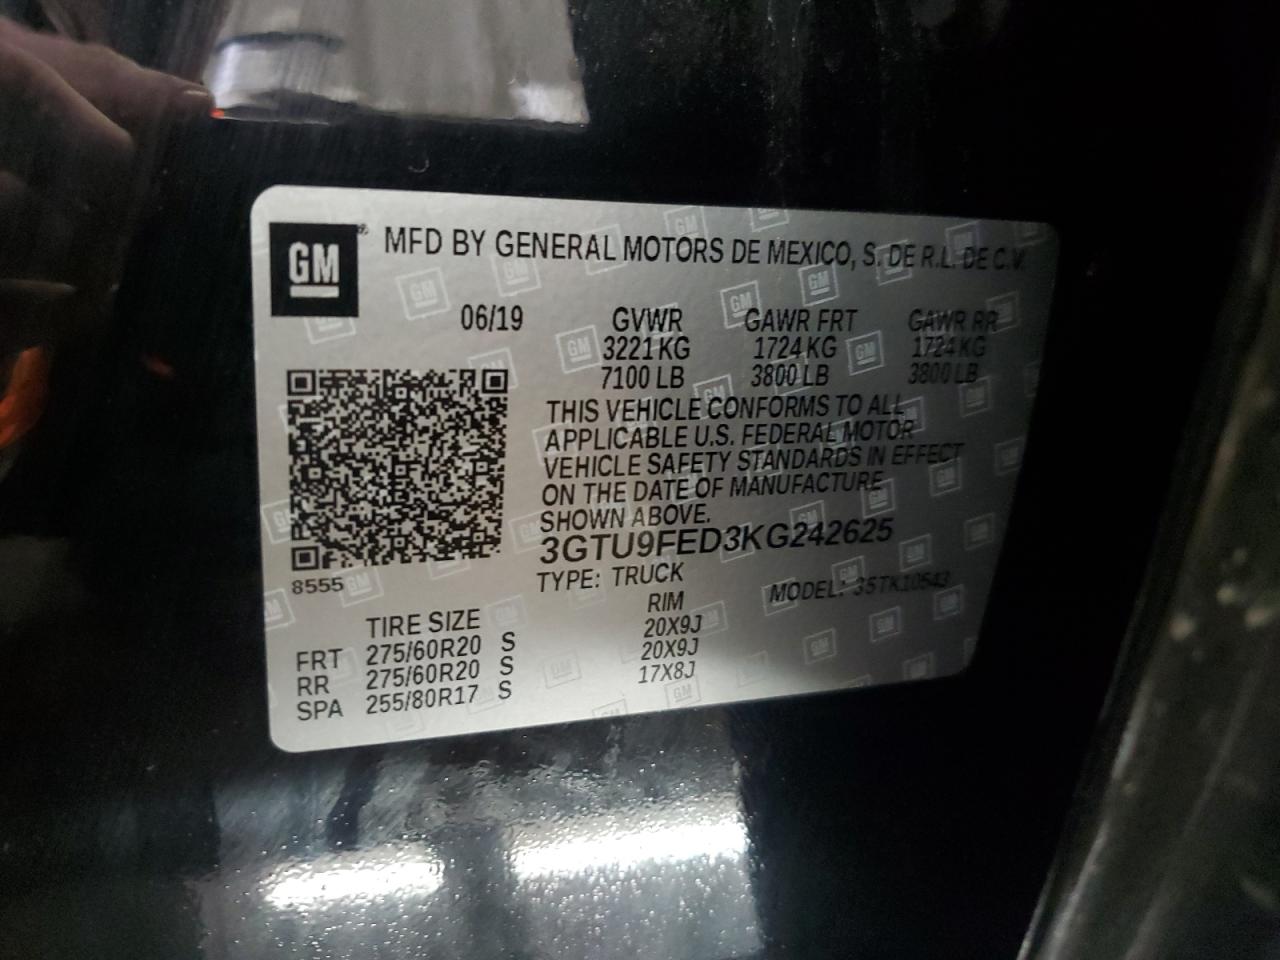 GM
MFD BY GENERAL MOTORS DE MEXICO, S. DE R.L. DE C.V.
06/19 GVWR GAWR FRT GAWR RR
3221 KG 1724 KG 1724 KG
7100 LB 3800 LB 3800 LB
THIS VEHICLE CONFORMS TO ALL
APPLICABLE U.S. FEDERAL MOTOR
VEHICLE SAFETY STANDARDS IN EFFECT
ON THE DATE OF MANUFACTURE
SHOWN ABOVE.
3GTU9FED3KG242625
8555
TYPE: TRUCK MODEL: 35TK10543
TIRE SIZE RIM
FRT 275/60R20 S 20X9J
RR 275/60R20 S 20X9J
SPA 255/80R17 S 17X8J